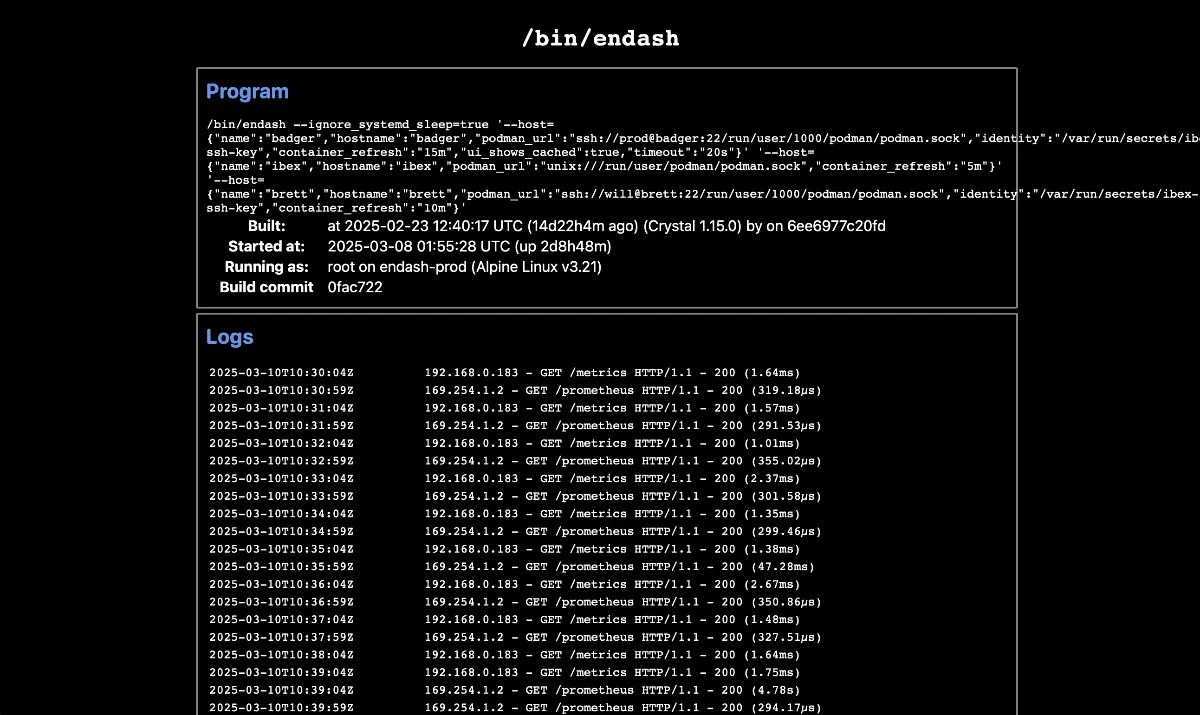 /bin/endash
Program
/bin/endash --ignore_systemd_sleep=true '--host=
{"name":"badger","hostname":"badger","podman_url":"ssh://prod@badger:22/run/user/1000/podman/podman.sock","identity":"/var/run/secrets/ibe
ssh-key","container_refresh":"15m","ui_shows_cached":true,"timeout":"20s"}' '--host=
{"name":"ibex","hostname":"ibex","podman_url":"unix:///run/user/podman/podman.sock","container_refresh":"5m"}'
'--host=
{"name":"brett","hostname":"brett","podman_url":"ssh://will@brett:22/run/user/1000/podman/podman.sock","identity":"/var/run/secrets/ibex-
ssh-key","container_refresh":"10m"}'
Built: at 2025-02-23 12:40:17 UTC (14d22h4m ago) (Crystal 1.15.0) by on 6ee6977c20fd
Started at: 2025-03-08 01:55:28 UTC (up 2d8h48m)
Running as: root on endash-prod (Alpine Linux v3.21)
Build commit 0fac722
Logs
2025-03-10T10:30:04Z 192.168.0.183 - GET /metrics HTTP/1.1 - 200 (1.64ms)
2025-03-10T10:30:59Z 169.254.1.2 - GET /prometheus HTTP/1.1 - 200 (319.18µs)
2025-03-10T10:31:04Z 192.168.0.183 - GET /metrics HTTP/1.1 - 200 (1.57ms)
2025-03-10T10:31:59Z 169.254.1.2 - GET /prometheus HTTP/1.1 - 200 (291.53µs)
2025-03-10T10:32:04Z 192.168.0.183 - GET /metrics HTTP/1.1 - 200 (1.01ms)
2025-03-10T10:32:59Z 169.254.1.2 - GET /prometheus HTTP/1.1 - 200 (355.02µs)
2025-03-10T10:33:04Z 192.168.0.183 - GET /metrics HTTP/1.1 - 200 (2.37ms)
2025-03-10T10:33:59Z 169.254.1.2 - GET /prometheus HTTP/1.1 - 200 (301.58µs)
2025-03-10T10:34:04Z 192.168.0.183 - GET /metrics HTTP/1.1 - 200 (1.35ms)
2025-03-10T10:34:59Z 169.254.1.2 - GET /prometheus HTTP/1.1 - 200 (299.46µs)
2025-03-10T10:35:04Z 192.168.0.183 - GET /metrics HTTP/1.1 - 200 (1.38ms)
2025-03-10T10:35:59Z 169.254.1.2 - GET /prometheus HTTP/1.1 - 200 (47.28ms)
2025-03-10T10:36:04Z 192.168.0.183 - GET /metrics HTTP/1.1 - 200 (2.67ms)
2025-03-10T10:36:59Z 169.254.1.2 - GET /prometheus HTTP/1.1 - 200 (350.86µs)
2025-03-10T10:37:04Z 192.168.0.183 - GET /metrics HTTP/1.1 - 200 (1.48ms)
2025-03-10T10:37:59Z 169.254.1.2 - GET /prometheus HTTP/1.1 - 200 (327.51µs)
2025-03-10T10:38:04Z 192.168.0.183 - GET /metrics HTTP/1.1 - 200 (1.64ms)
2025-03-10T10:39:04Z 192.168.0.183 - GET /metrics HTTP/1.1 - 200 (1.75ms)
2025-03-10T10:39:04Z 169.254.1.2 - GET /prometheus HTTP/1.1 - 200 (4.78s)
2025-03-10T10:39:59Z 169.254.1.2 - GET /prometheus HTTP/1.1 - 200 (294.17µs)